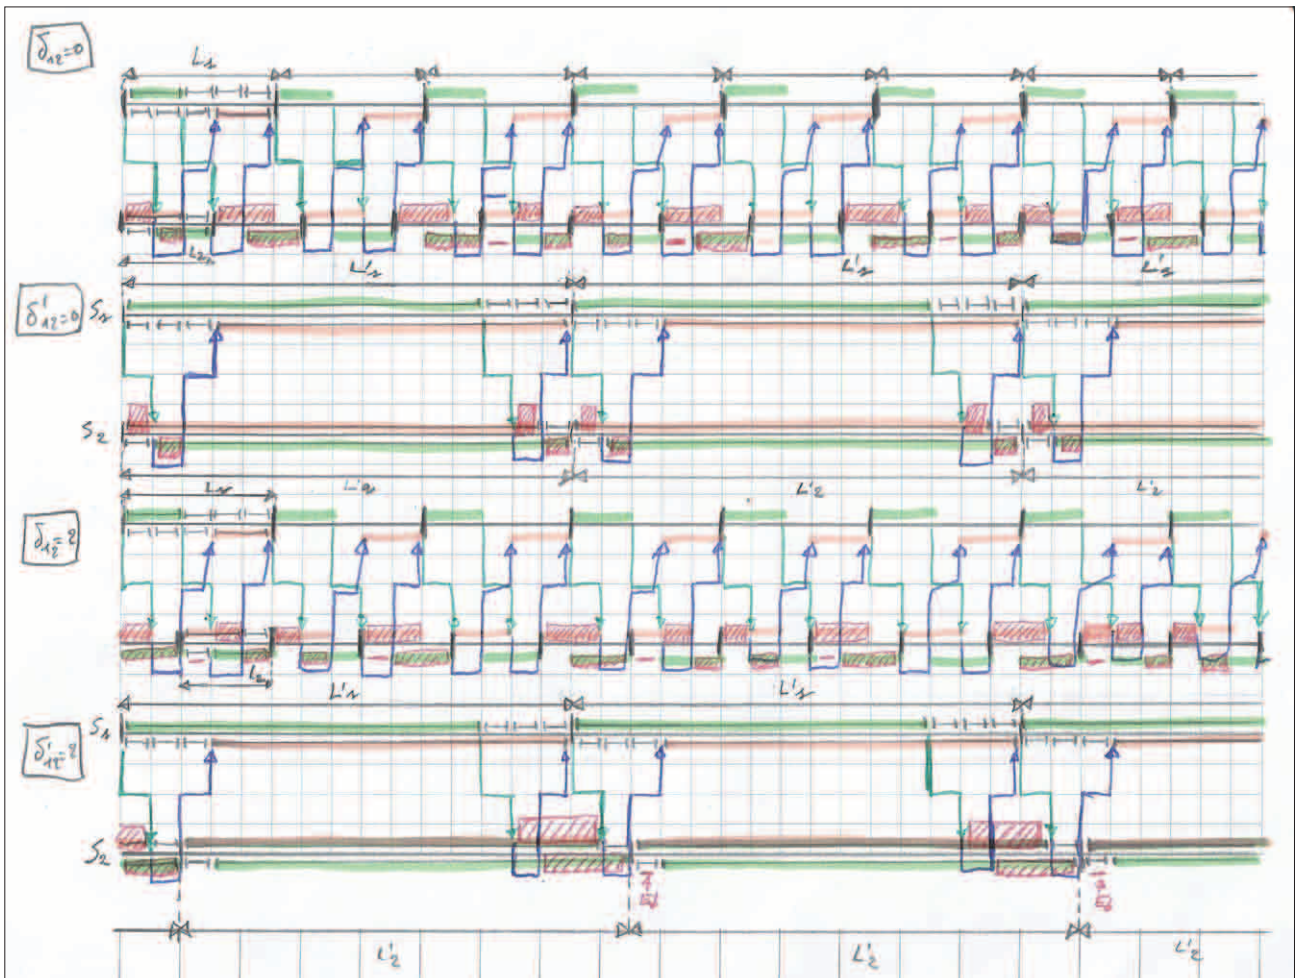 δ₁₂=0
L₁
L₂
L'₁ L'₁ L'₁
δ'₁₂=0
S₁
S₂
L₁ L'₂ L'₂ L'₂
δ₁₂=2
L₂
L'₁ L'₁
δ'₁₂=2
S₁
S₂
L'₂ L'₂ L'₂